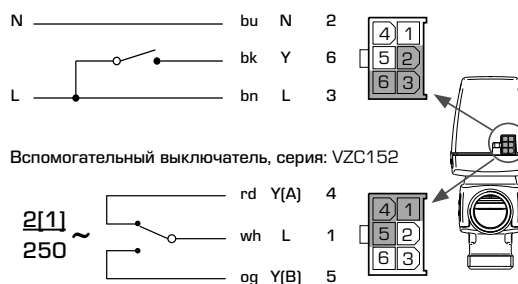 N bu N 2
bk Y 6
L bn L 3
4 1
5 2
6 3
Вспомогательный выключатель, серия: VZC152
rd Y(A) 4
2[1]
250 ~
wh L 1
og Y(B) 5
4 1
5 2
6 3